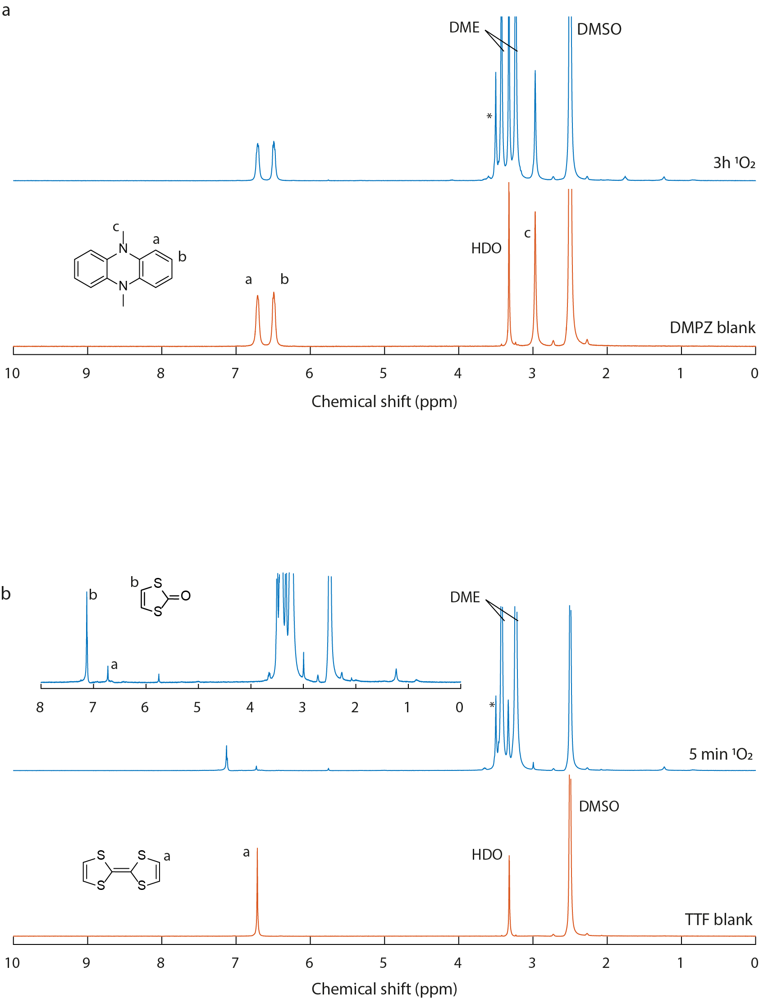 a
DME
DMSO
*
3h ¹O₂
c
N
a
b
N
HDO
c
a
b
DMPZ blank
10 9 8 7 6 5 4 3 2 1 0
Chemical shift (ppm)
b
b
b
S
O
S
a
DME
8 7 6 5 4 3 2 1 0
*
5 min ¹O₂
DMSO
S S a
S S
a
HDO
TTF blank
10 9 8 7 6 5 4 3 2 1 0
Chemical shift (ppm)